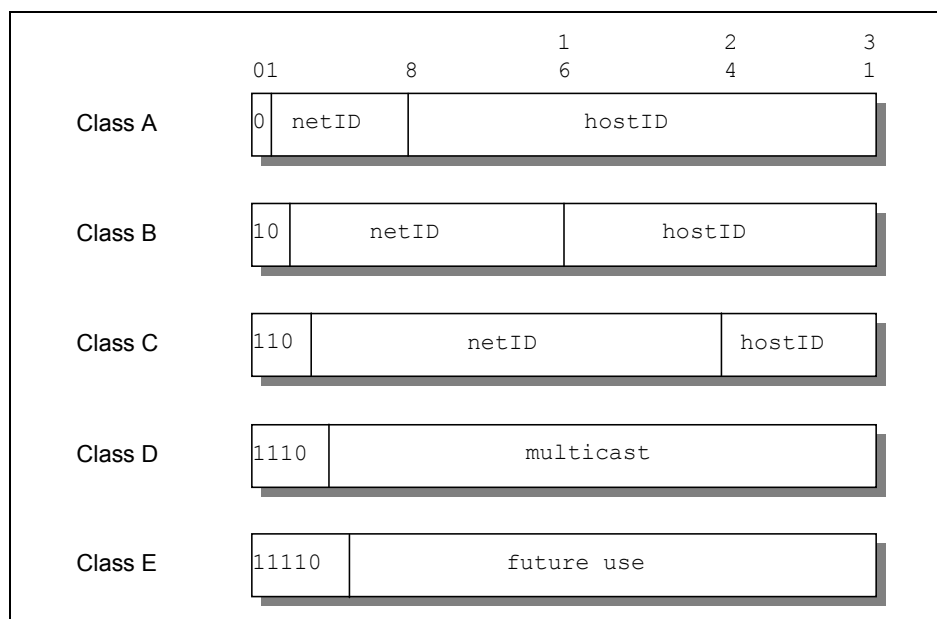 1 2 3
01 8 6 4 1
Class A 0 netID hostID
Class B 10 netID hostID
Class C 110 netID hostID
Class D 1110 multicast
Class E 11110 future use